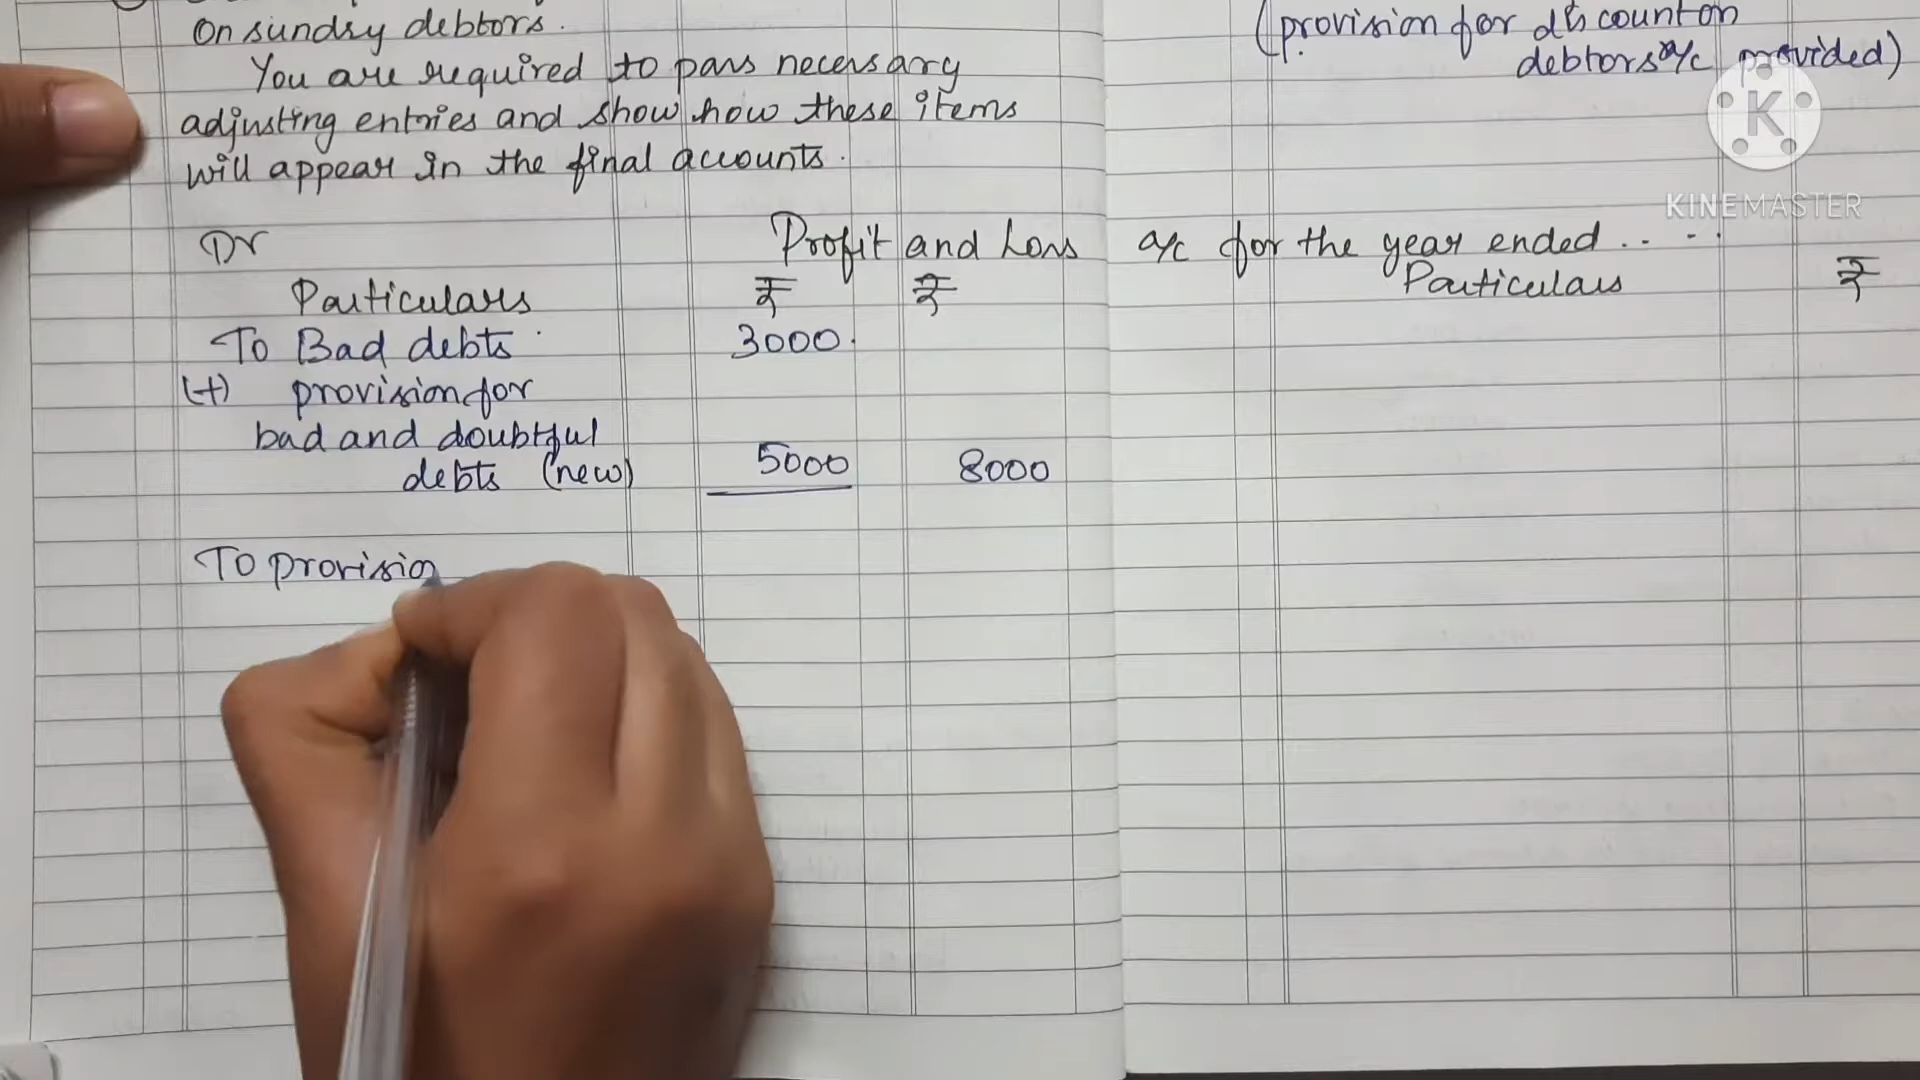 On sundry debtors.
You are required to pass necessary
adjusting entries and show how these items
will appear in the final accounts.
(provision for discount on
debtors a/c provided)
K
KINEMASTER
Dr Profit and Loss a/c for the year ended.. ..
Particulars ₹ ₹ Particulars ₹
To Bad debts 3000
(+) provision for
bad and doubtful
debts (new) 5000 8000
To provisio